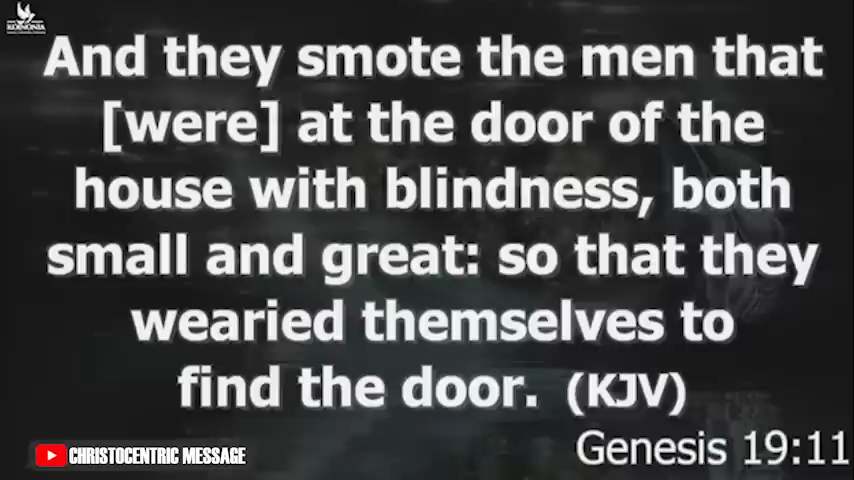 KOINONIA
And they smote the men that
[were] at the door of the
house with blindness, both
small and great: so that they
wearied themselves to
find the door. (KJV)
Genesis 19:11
CHRISTOCENTRIC MESSAGE